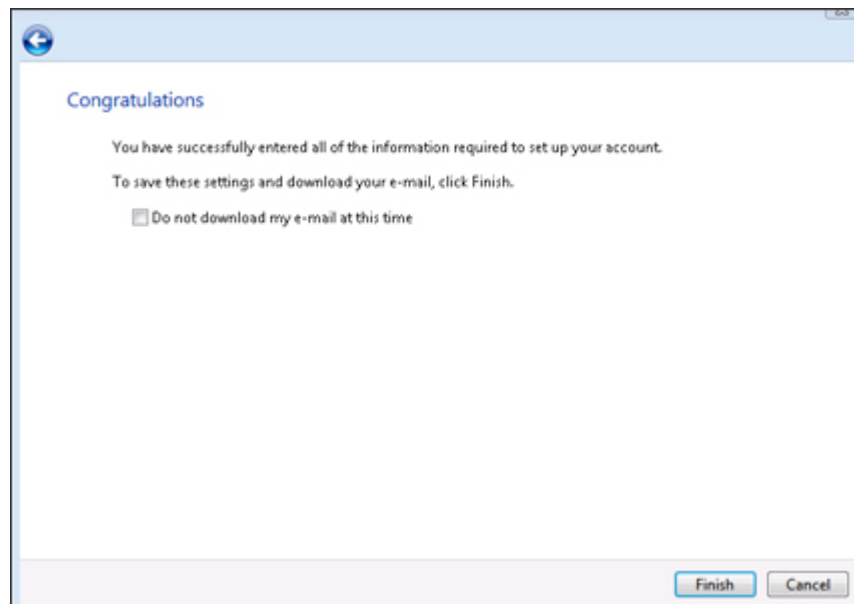 Congratulations
You have successfully entered all of the information required to set up your account.
To save these settings and download your e-mail, click Finish.
Do not download my e-mail at this time
Finish Cancel